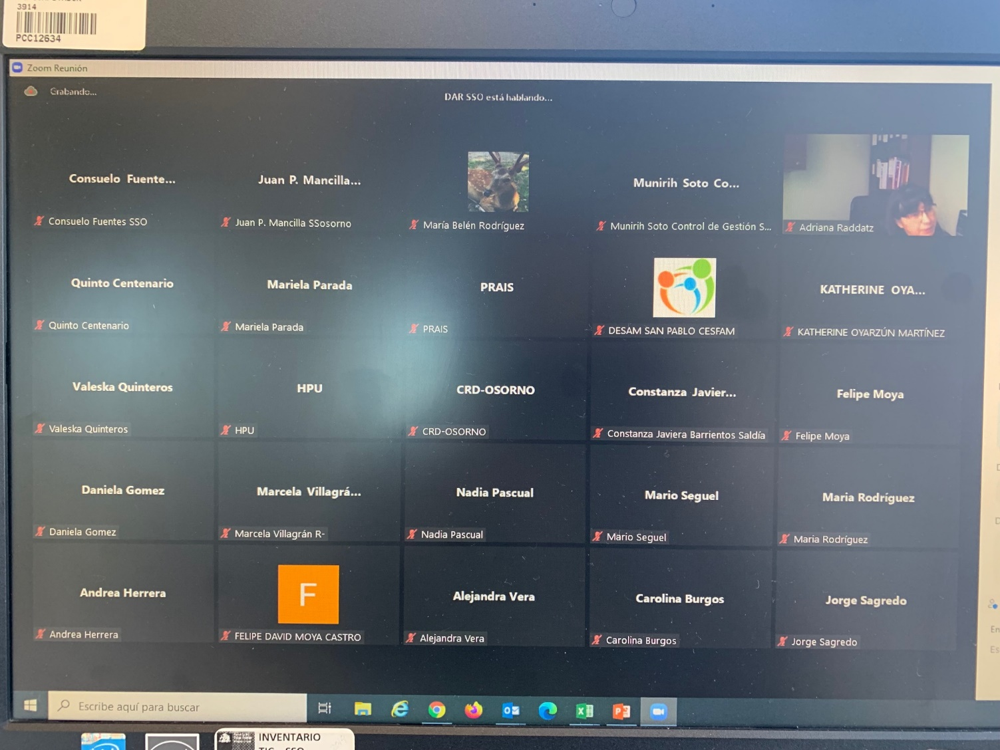 3914
PCC12634
Zoom Reunión
Grabando...
DAR SSO está hablando...
Consuelo Fuente...
Juan P. Mancilla...
Munirih Soto Co...
Consuelo Fuentes SSO
Juan P. Mancilla SSosorno
María Belén Rodríguez
Munirih Soto Control de Gestión S...
Adriana Raddatz
Quinto Centenario
Mariela Parada
PRAIS
KATHERINE OYA...
Quinto Centenario
Mariela Parada
PRAIS
DESAM SAN PABLO CESFAM
KATHERINE OYARZÚN MARTÍNEZ
Valeska Quinteros
HPU
CRD-OSORNO
Constanza Javier...
Felipe Moya
Valeska Quinteros
HPU
CRD-OSORNO
Constanza Javiera Barrientos Saldía
Felipe Moya
Daniela Gomez
Marcela Villagrá...
Nadia Pascual
Mario Seguel
Maria Rodríguez
Daniela Gomez
Marcela Villagrán R-
Nadia Pascual
Mario Seguel
Maria Rodríguez
Andrea Herrera
F
Alejandra Vera
Carolina Burgos
Jorge Sagredo
Andrea Herrera
FELIPE DAVID MOYA CASTRO
Alejandra Vera
Carolina Burgos
Jorge Sagredo
En
Es
Escribe aquí para buscar
INVENTARIO
TIC - SSO